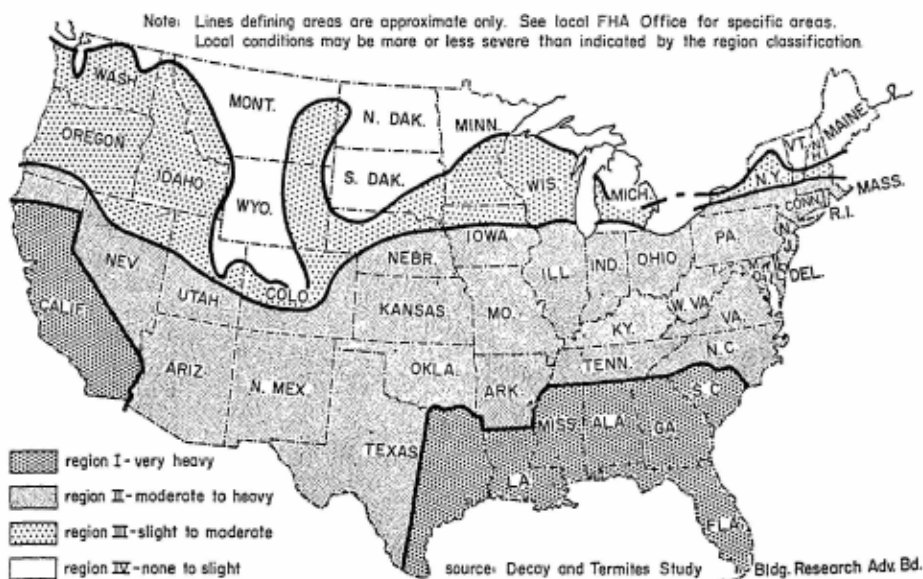 Note: Lines defining areas are approximate only. See local FHA Office for specific areas.
Local conditions may be more or less severe than indicated by the region classification.
WASH
MONT.
N. DAK.
MINN.
VT.
N.H.
MAINE
OREGON
IDAHO
S. DAK.
WIS.
MICH.
N.Y.
MASS.
WYO.
CONN.
R.I.
IOWA
PA.
N.J.
NEV.
NEBR.
ILL.
IND.
OHIO
DEL.
CALIF.
UTAH
COLO.
KANSAS
MO.
W. VA.
VA.
KY.
N.C.
ARIZ.
N. MEX.
OKLA.
ARK.
TENN.
S.C.
TEXAS
MISS.
ALA.
GA.
LA.
FLA.
region I - very heavy
region II - moderate to heavy
region III - slight to moderate
region IV - none to slight
source: Decay and Termites Study Bldg. Research Adv. Bd.